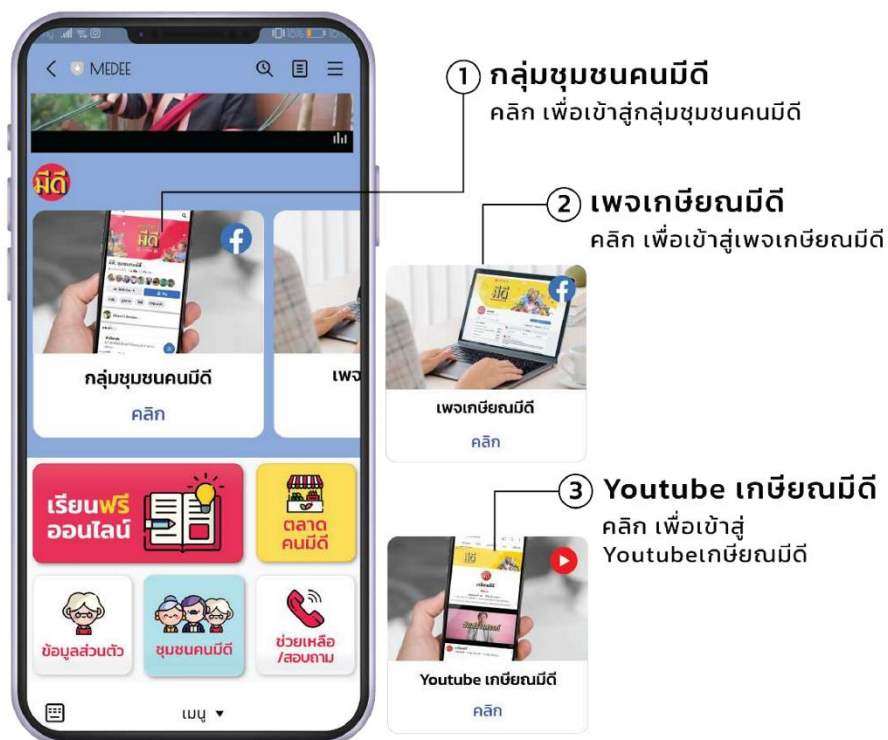 MEDEE
มีดี
กลุ่มชุมชนคนมีดี
คลิก
เพจ
เรียนฟรี
ออนไลน์
ตลาด
คนมีดี
ข้อมูลส่วนตัว
ชุมชนคนมีดี
ช่วยเหลือ
/สอบถาม
เมนู ▼
1 กลุ่มชุมชนคนมีดี
คลิก เพื่อเข้าสู่กลุ่มชุมชนคนมีดี
2 เพจเกษียณมีดี
คลิก เพื่อเข้าสู่เพจเกษียณมีดี
มีดี
เพจเกษียณมีดี
คลิก
3 Youtube เกษียณมีดี
คลิก เพื่อเข้าสู่
Youtubeเกษียณมีดี
มีดี
Youtube เกษียณมีดี
คลิก